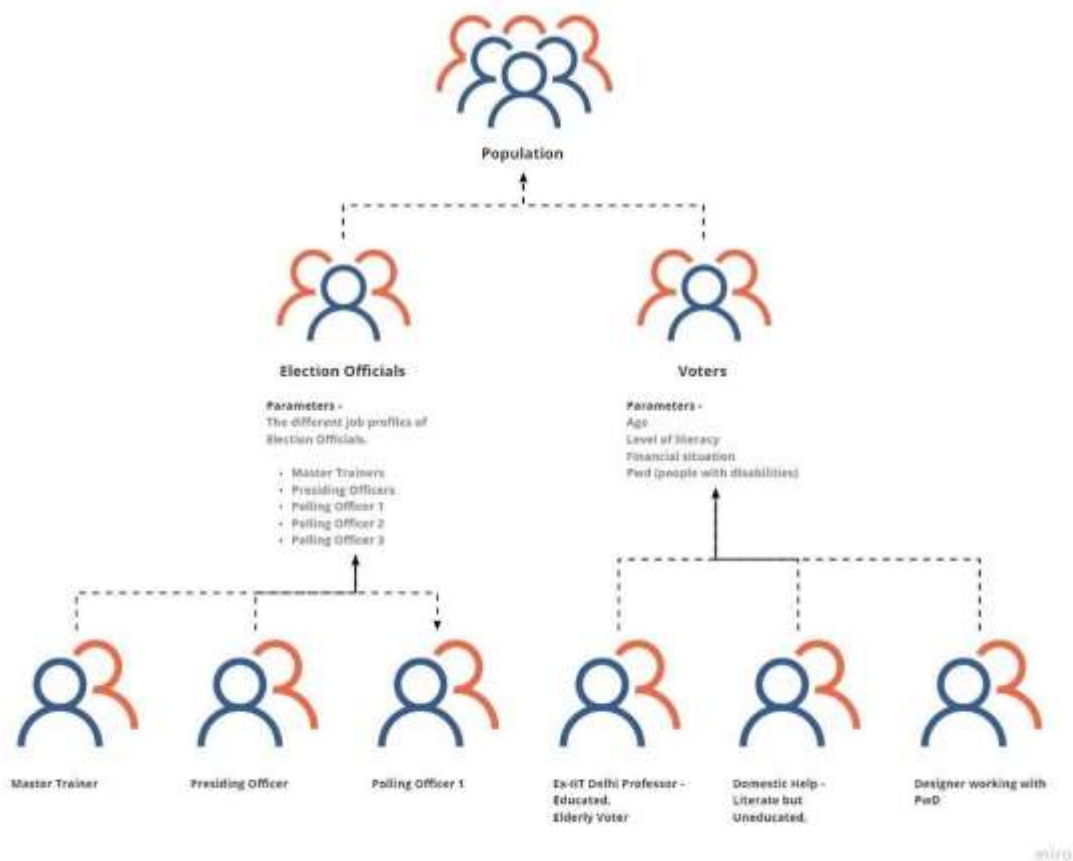 Population
Election Officials
Parameters -
The different job profiles of
Election Officials.
• Master Trainers
• Presiding Officers
• Polling Officer 1
• Polling Officer 2
• Polling Officer 3
Voters
Parameters -
Age
Level of literacy
Financial situation
Pwd (people with disabilities)
Master Trainer
Presiding Officer
Polling Officer 1
Ex-IIT Delhi Professor -
Educated.
Elderly Voter
Domestic Help -
Literate but
Uneducated.
Designer working with
PwD
miro